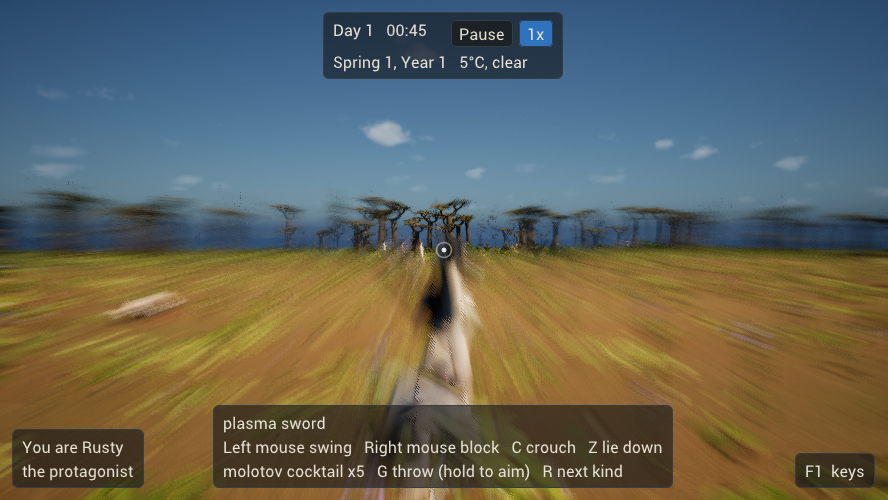 Day 1 00:45 Pause 1x
Spring 1, Year 1 5°C, clear
plasma sword
Left mouse swing Right mouse block C crouch Z lie down
molotov cocktail x5 G throw (hold to aim) R next kind
You are Rusty
the protagonist
F1 keys